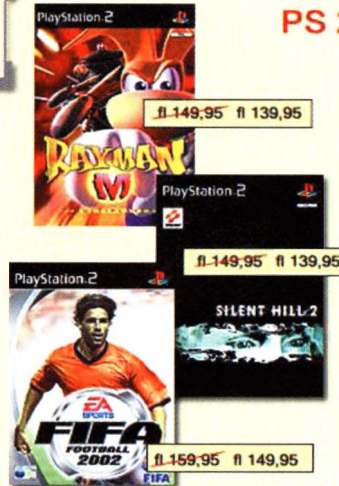 PlayStation.2
PS 2
fl 149,95 fl 139,95
RAYMAN
M
PlayStation.2
fl 149,95 fl 139,95
SILENT HILL 2
PlayStation.2
EA
SPORTS
FIFA
FOOTBALL
2002
FIFA
fl 159,95 fl 149,95